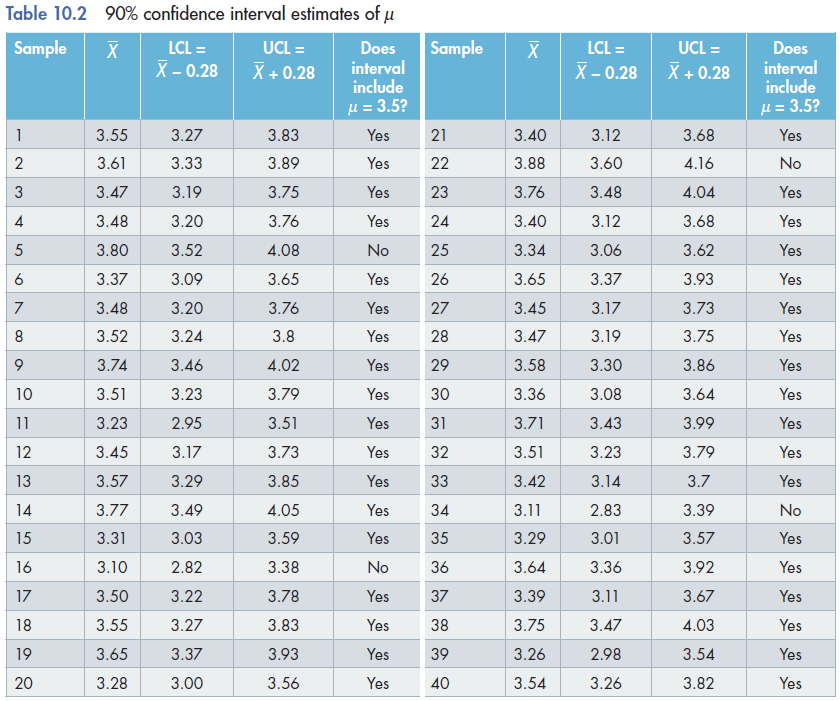 Table 10.2 90% confidence interval estimates of μ
Sample X̄ LCL = X̄ – 0.28 UCL = X̄ + 0.28 Does interval include μ = 3.5? Sample X̄ LCL = X̄ – 0.28 UCL = X̄ + 0.28 Does interval include μ = 3.5?
1 3.55 3.27 3.83 Yes 21 3.40 3.12 3.68 Yes
2 3.61 3.33 3.89 Yes 22 3.88 3.60 4.16 No
3 3.47 3.19 3.75 Yes 23 3.76 3.48 4.04 Yes
4 3.48 3.20 3.76 Yes 24 3.40 3.12 3.68 Yes
5 3.80 3.52 4.08 No 25 3.34 3.06 3.62 Yes
6 3.37 3.09 3.65 Yes 26 3.65 3.37 3.93 Yes
7 3.48 3.20 3.76 Yes 27 3.45 3.17 3.73 Yes
8 3.52 3.24 3.8 Yes 28 3.47 3.19 3.75 Yes
9 3.74 3.46 4.02 Yes 29 3.58 3.30 3.86 Yes
10 3.51 3.23 3.79 Yes 30 3.36 3.08 3.64 Yes
11 3.23 2.95 3.51 Yes 31 3.71 3.43 3.99 Yes
12 3.45 3.17 3.73 Yes 32 3.51 3.23 3.79 Yes
13 3.57 3.29 3.85 Yes 33 3.42 3.14 3.7 Yes
14 3.77 3.49 4.05 Yes 34 3.11 2.83 3.39 No
15 3.31 3.03 3.59 Yes 35 3.29 3.01 3.57 Yes
16 3.10 2.82 3.38 No 36 3.64 3.36 3.92 Yes
17 3.50 3.22 3.78 Yes 37 3.39 3.11 3.67 Yes
18 3.55 3.27 3.83 Yes 38 3.75 3.47 4.03 Yes
19 3.65 3.37 3.93 Yes 39 3.26 2.98 3.54 Yes
20 3.28 3.00 3.56 Yes 40 3.54 3.26 3.82 Yes